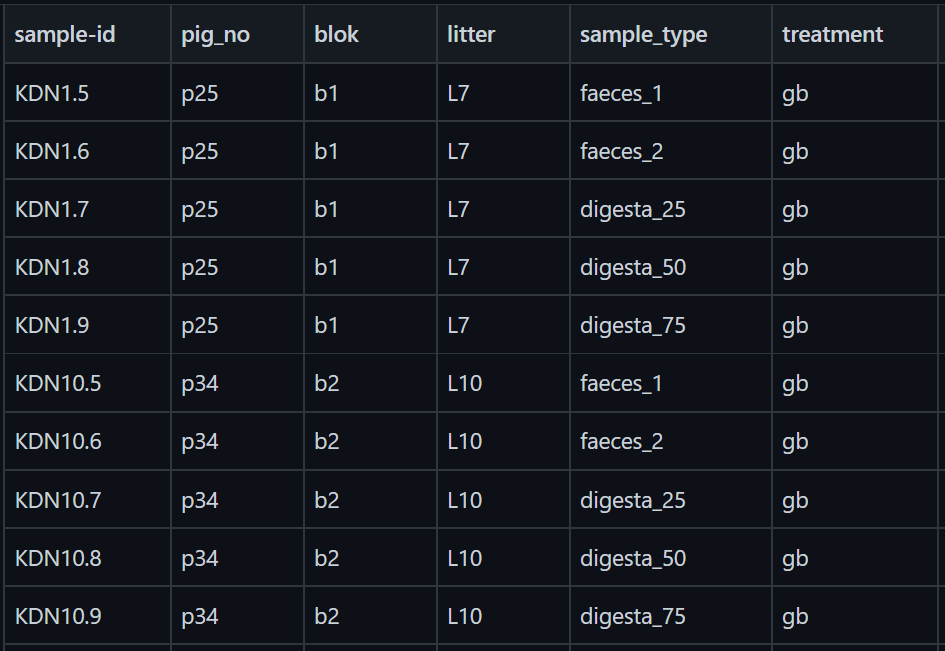 sample-id pig_no blok litter sample_type treatment
KDN1.5 p25 b1 L7 faeces_1 gb
KDN1.6 p25 b1 L7 faeces_2 gb
KDN1.7 p25 b1 L7 digesta_25 gb
KDN1.8 p25 b1 L7 digesta_50 gb
KDN1.9 p25 b1 L7 digesta_75 gb
KDN10.5 p34 b2 L10 faeces_1 gb
KDN10.6 p34 b2 L10 faeces_2 gb
KDN10.7 p34 b2 L10 digesta_25 gb
KDN10.8 p34 b2 L10 digesta_50 gb
KDN10.9 p34 b2 L10 digesta_75 gb